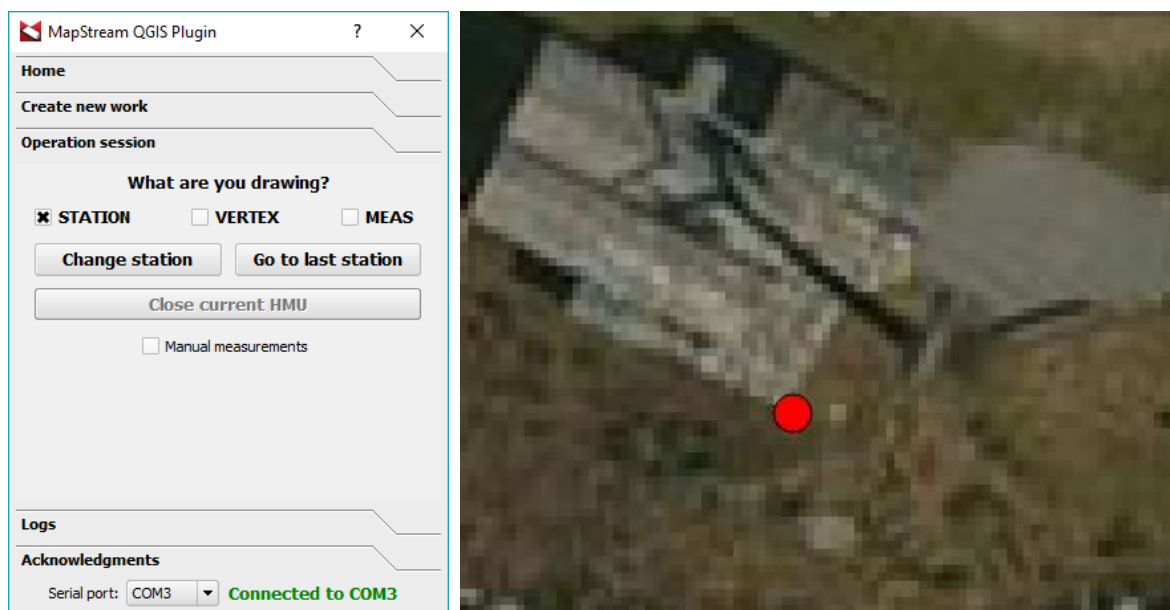 MapStream QGIS Plugin ? ×
Home
Create new work
Operation session
What are you drawing?
STATION VERTEX MEAS
Change station Go to last station
Close current HMU
Manual measurements
Logs
Acknowledgments
Serial port: COM3 Connected to COM3